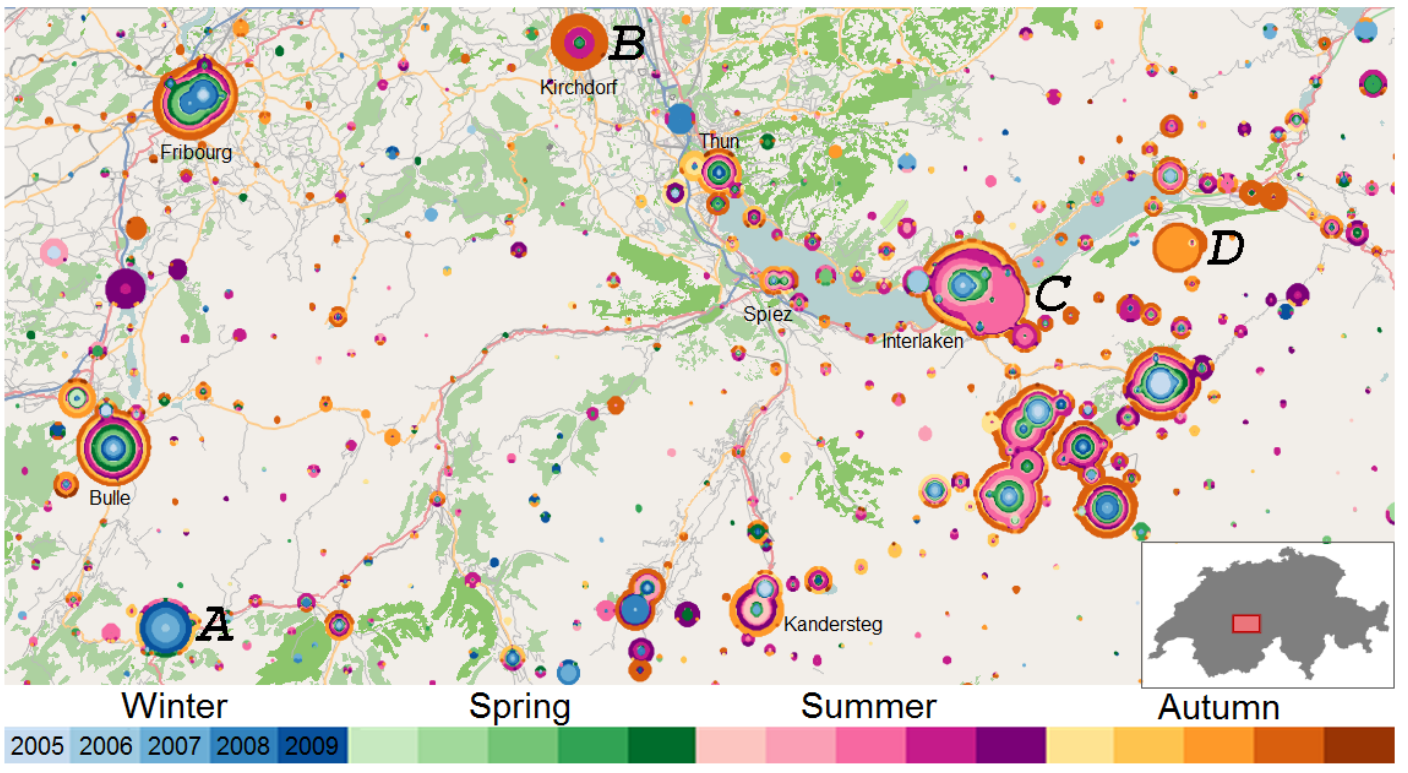 B
Kirchdorf
Fribourg
Thun
D
C
Spiez
Interlaken
Bulle
A
Kandersteg
Winter Spring Summer Autumn
2005 2006 2007 2008 2009